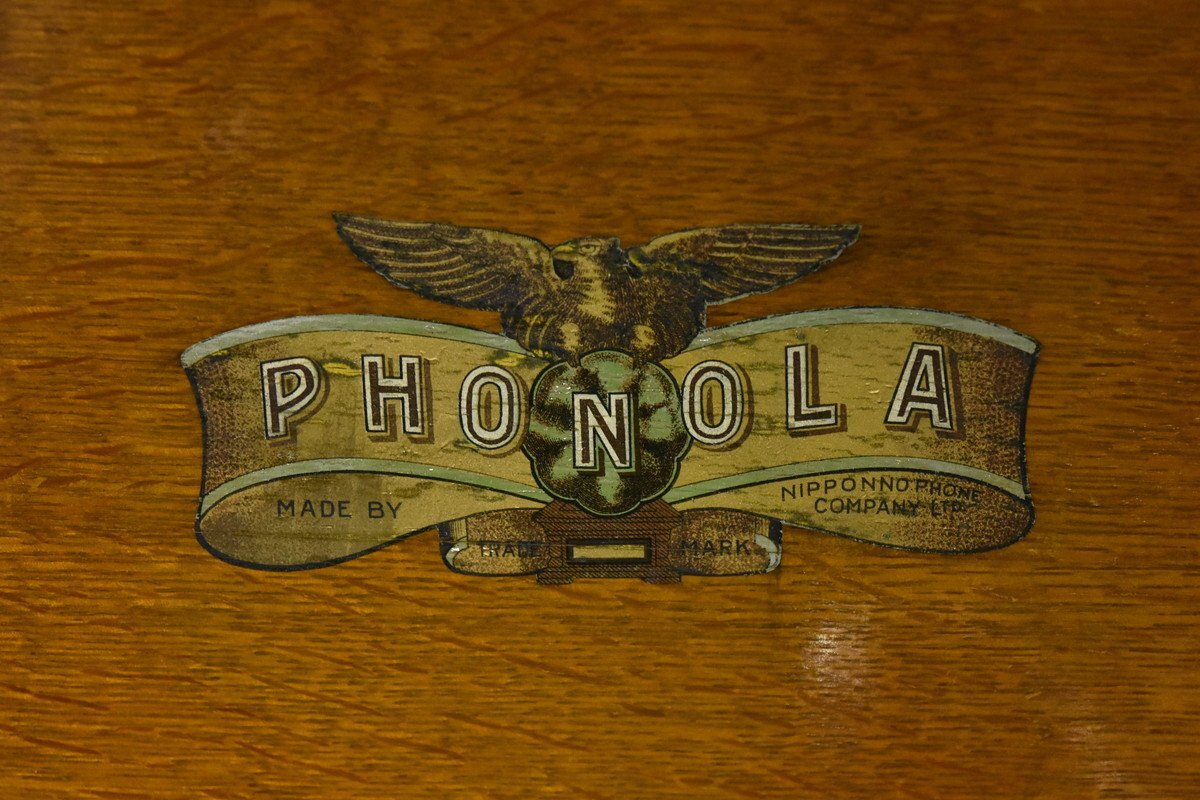 PHONOLA
MADE BY
NIPPONNOPHONE
COMPANY LTD.
TRADE MARK